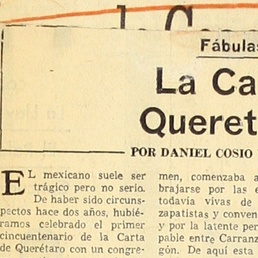 Fábulas
La Ca
Queret
POR DANIEL COSIO
EL mexicano suele ser
trágico pero no serio.
De haber sido circuns-
pectos hace dos años, hubié-
ramos celebrado el primer
cincuentenario de la Carta
de Querétaro con un congre-
men, comenzaba a
brajarse por las e
todavía vivas de
zapatistas y conven
y por la latente per
pable entre Carranz
gón. De aquí esta